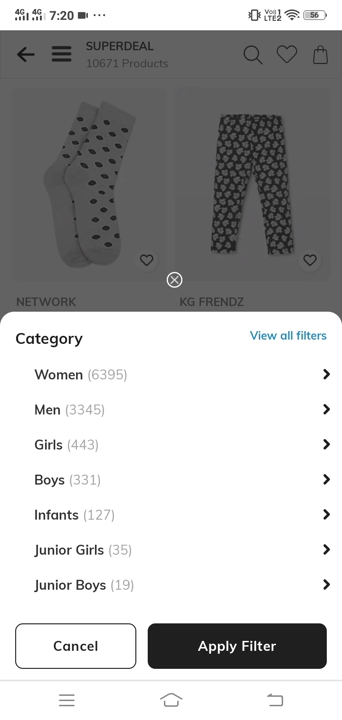 4G 4G 7:20 Vo) 1 LTE2 56
SUPERDEAL
10671 Products
NETWORK
KG FRENDZ
Category
View all filters
Women (6395)
Men (3345)
Girls (443)
Boys (331)
Infants (127)
Junior Girls (35)
Junior Boys (19)
Cancel
Apply Filter